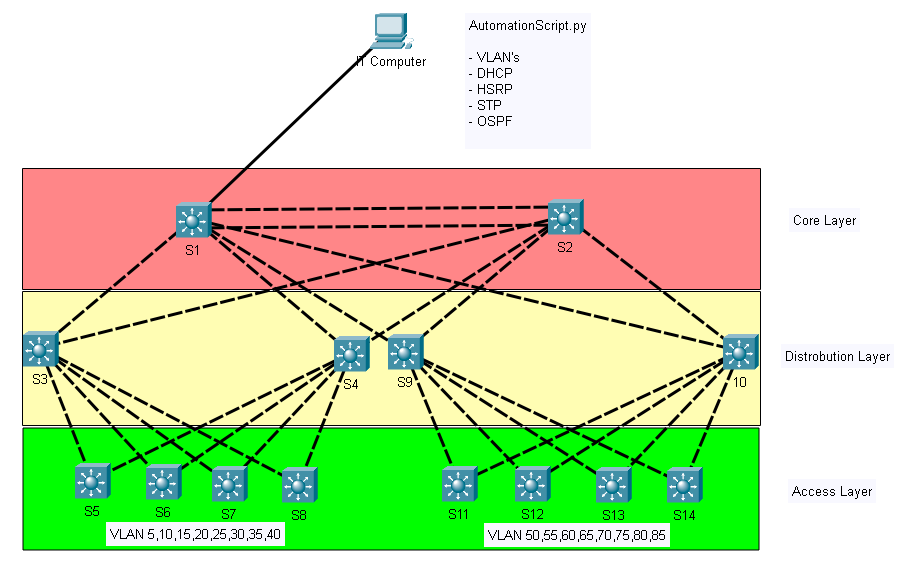 AutomationScript.py
- VLAN's
- DHCP
- HSRP
- STP
- OSPF
IT Computer
Core Layer
S1
S2
Distrobution Layer
S3
S4
S9
10
Access Layer
S5
S6
S7
S8
S11
S12
S13
S14
VLAN 5,10,15,20,25,30,35,40
VLAN 50,55,60,65,70,75,80,85